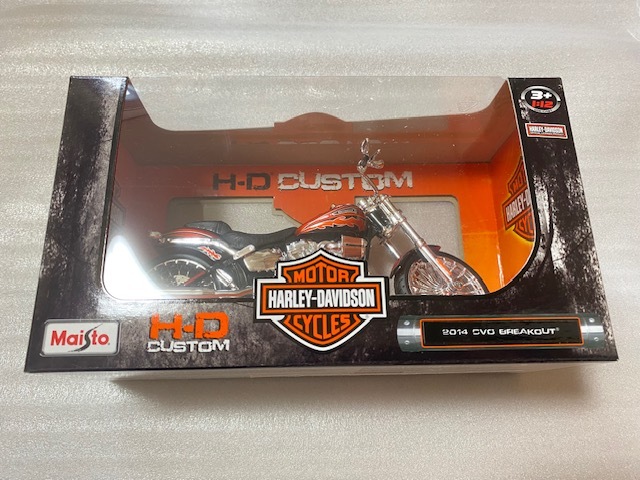 3+
1:12
HARLEY-DAVIDSON
H-D CUSTOM
MOTOR
HARLEY-DAVIDSON
CYCLES
Maisto
H-D
CUSTOM
2014 CVO BREAKOUT